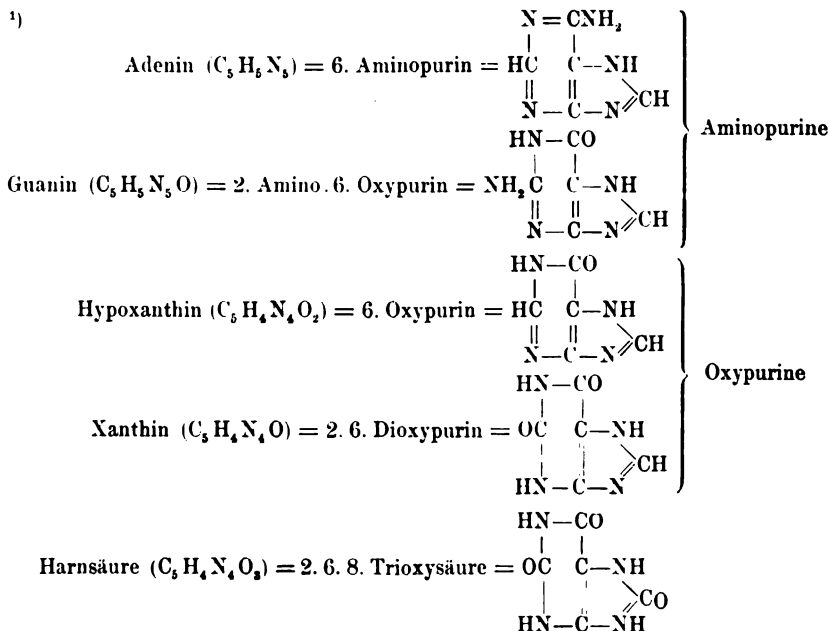 ¹)
N=CNH₂
Adenin (C₅H₅N₅) = 6. Aminopurin = HC C--NH
CH
N—C—N
Aminopurine
HN—CO
Guanin (C₅H₅N₅O) = 2. Amino.6. Oxypurin = NH₂C C—NH
CH
N—C—N
HN—CO
Hypoxanthin (C₅H₄N₄O₂) = 6. Oxypurin = HC C—NH
CH
N—C—N
Oxypurine
HN—CO
Xanthin (C₅H₄N₄O) = 2. 6. Dioxypurin = OC C—NH
CH
HN—C—N
HN—CO
Harnsäure (C₅H₄N₄O₃) = 2. 6. 8. Trioxysäure = OC C—NH
CO
HN—C—NH